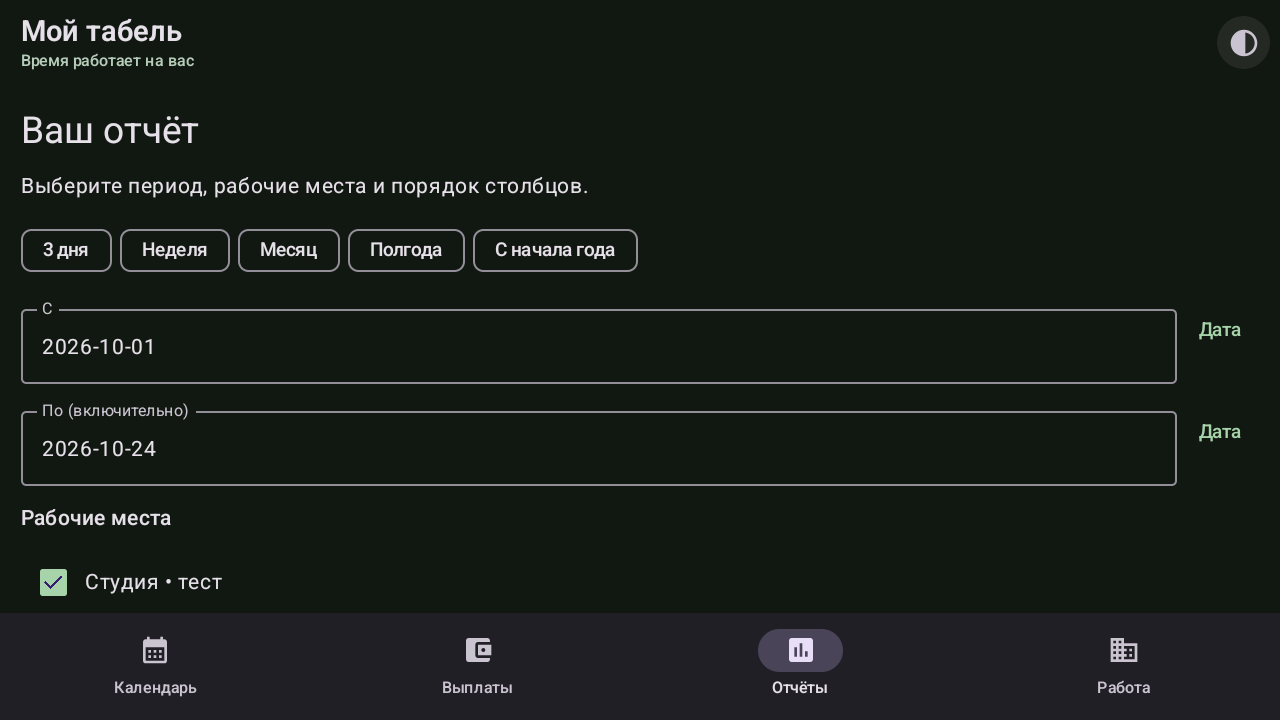 Мой табель
Время работает на вас
Ваш отчёт
Выберите период, рабочие места и порядок столбцов.
3 дня Неделя Месяц Полгода С начала года
С
2026-10-01
Дата
По (включительно)
2026-10-24
Дата
Рабочие места
Студия • тест
Календарь Выплаты Отчёты Работа